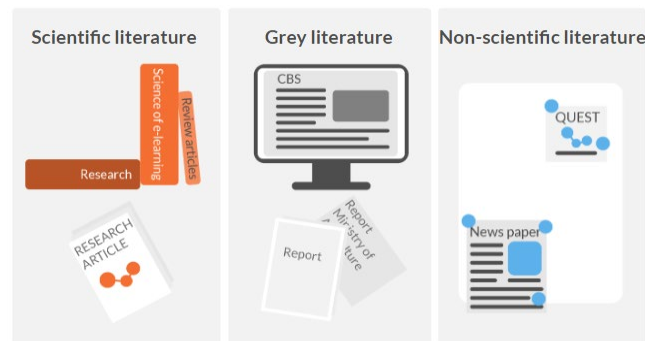 Scientific literature
Research
Science of e-learning
Review articles
RESEARCH
ARTICLE
Grey literature
CBS
Report
Report
Ministry of
Non-scientific literature
QUEST
News paper